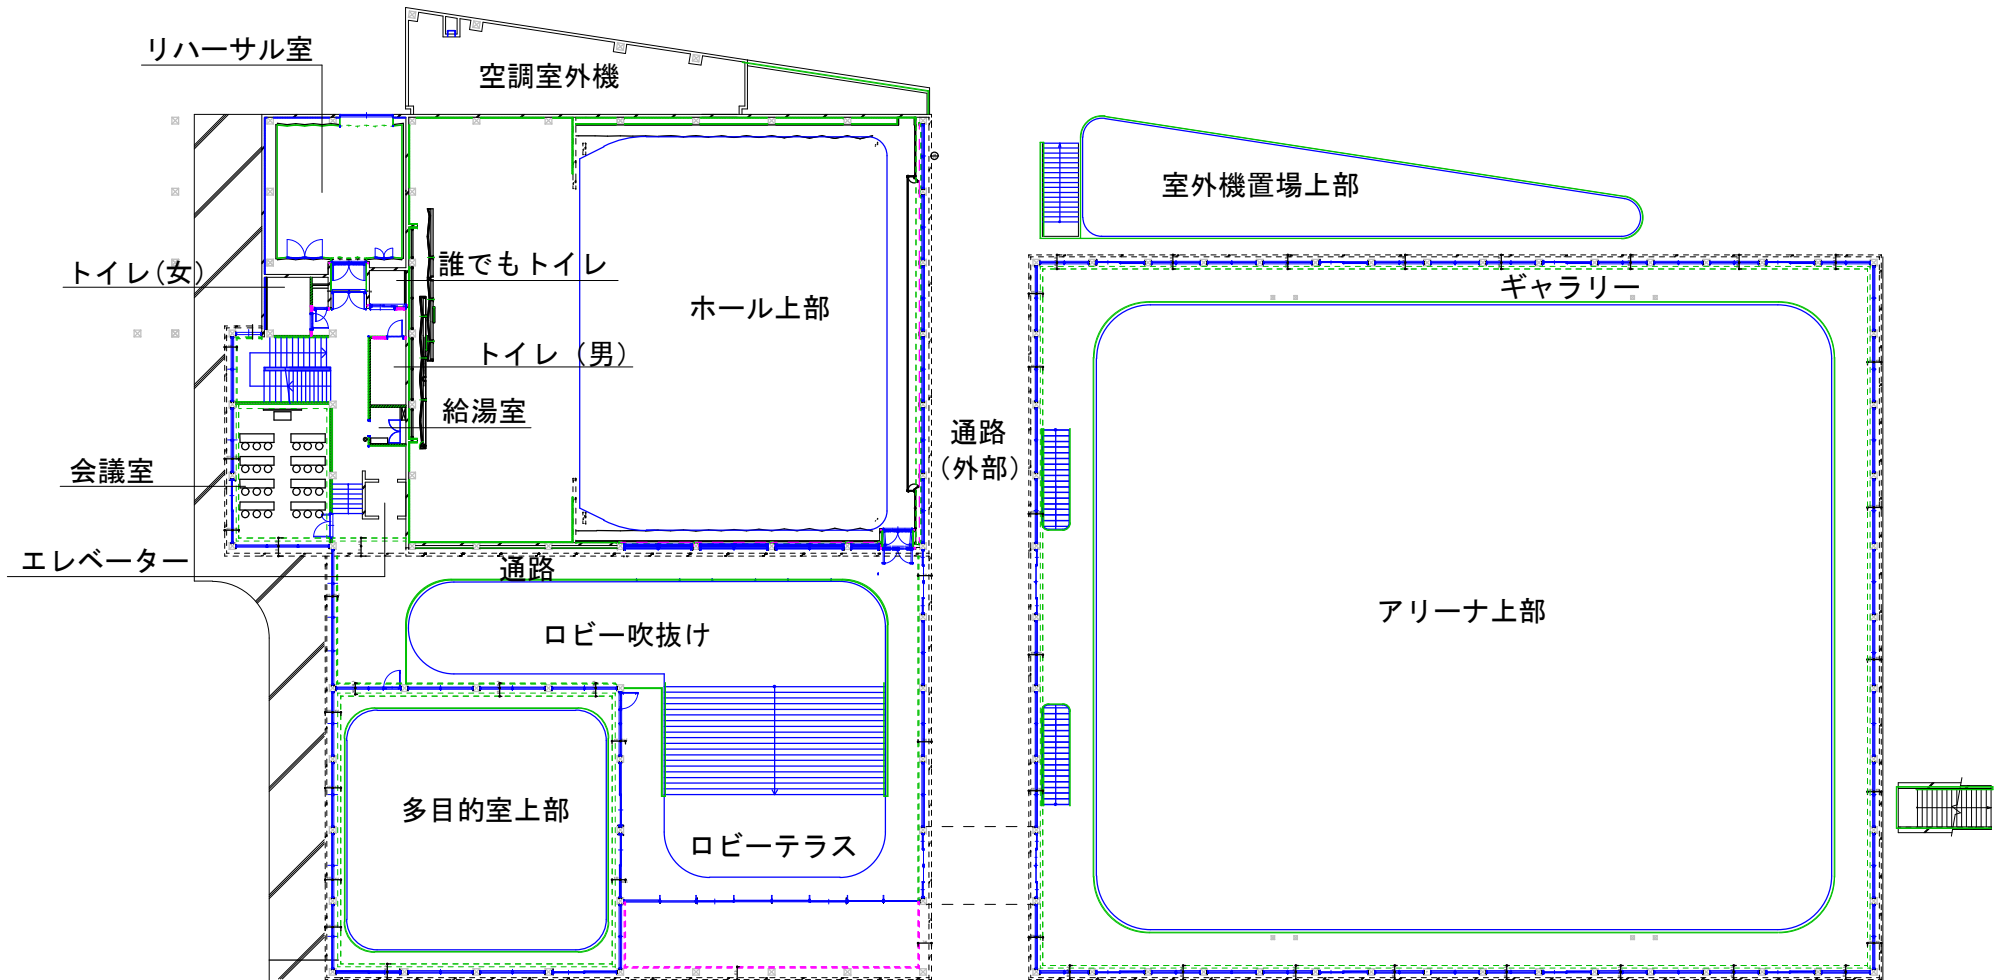 リハーサル室
空調室外機
室外機置場上部
トイレ(女)
誰でもトイレ
ギャラリー
ホール上部
トイレ(男)
給湯室
通路
(外部)
会議室
エレベーター
通路
アリーナ上部
ロビー吹抜け
多目的室上部
ロビーテラス